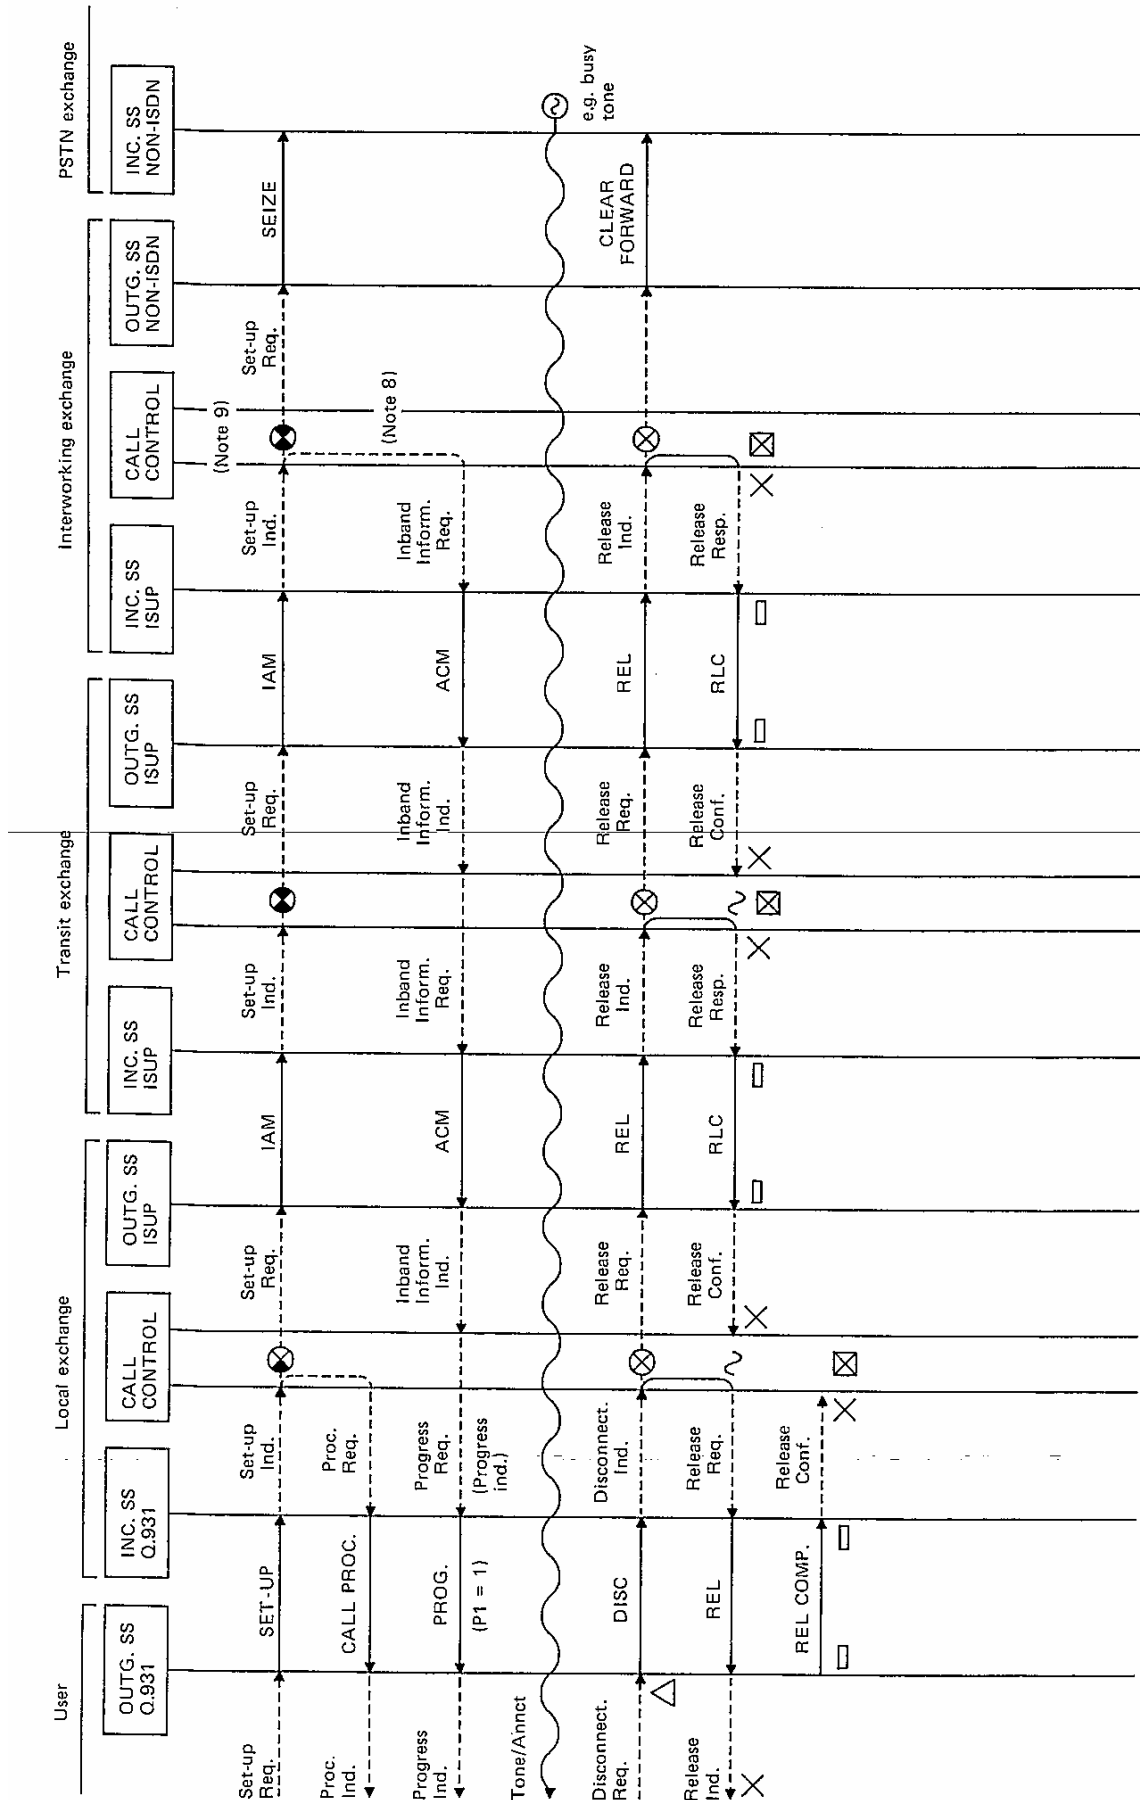 User
Local exchange
Transit exchange
Interworking exchange
PSTN exchange
OUTG. SS
Q.931
INC. SS
Q.931
CALL
CONTROL
OUTG. SS
ISUP
INC. SS
ISUP
CALL
CONTROL
OUTG. SS
ISUP
INC. SS
ISUP
CALL
CONTROL
OUTG. SS
NON-ISDN
INC. SS
NON-ISDN
(Note 9)
Set-up
Req.
SET-UP
Set-up
Ind.
Set-up
Req.
IAM
Set-up
Ind.
Set-up
Req.
IAM
Set-up
Ind.
Set-up
Req.
SEIZE
Proc.
Ind.
CALL PROC.
Proc.
Req.
(Note 8)
Progress
Ind.
PROG.
(P1 = 1)
Progress
Req.
(Progress
ind.)
Inband
Inform.
Ind.
ACM
Inband
Inform.
Req.
Inband
Inform.
Ind.
ACM
Inband
Inform.
Req.
Tone/Annct
e.g. busy
tone
Disconnect.
Req.
DISC
Disconnect.
Ind.
Release
Req.
REL
Release
Ind.
Release
Req.
REL
Release
Ind.
CLEAR
FORWARD
Release
Ind.
REL
Release
Req.
Release
Conf.
RLC
Release
Resp.
Release
Conf.
RLC
Release
Resp.
REL COMP.
Release
Conf.